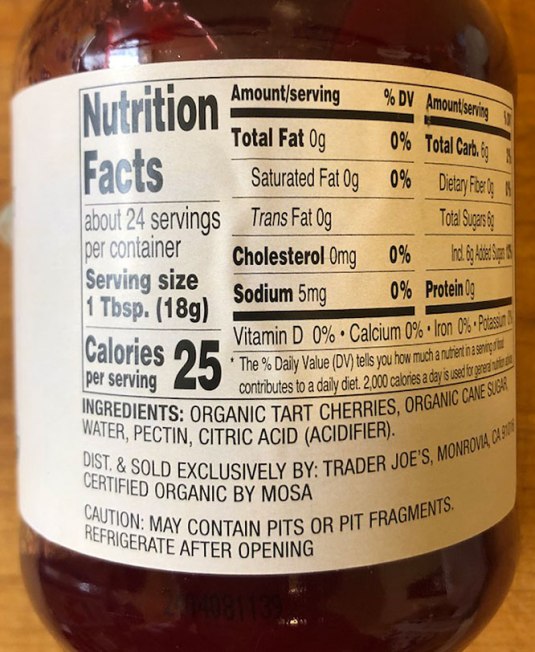 Nutrition
Facts
about 24 servings
per container
Serving size
1 Tbsp. (18g)
Calories 25
per serving
Amount/serving % DV
Total Fat 0g 0%
Saturated Fat 0g 0%
Trans Fat 0g
Cholesterol 0mg 0%
Sodium 5mg 0%
Amount/serving
Total Carb. 6g
Dietary Fiber 0g
Total Sugars 6g
Incl. 6g Added Sugars
Protein 0g
Vitamin D 0% • Calcium 0% • Iron 0% • Potassium
* The % Daily Value (DV) tells you how much a nutrient in a serving of food
contributes to a daily diet. 2,000 calories a day is used for general nutrition
INGREDIENTS: ORGANIC TART CHERRIES, ORGANIC CANE SUGAR,
WATER, PECTIN, CITRIC ACID (ACIDIFIER).
DIST. & SOLD EXCLUSIVELY BY: TRADER JOE'S, MONROVIA, CA
CERTIFIED ORGANIC BY MOSA
CAUTION: MAY CONTAIN PITS OR PIT FRAGMENTS.
REFRIGERATE AFTER OPENING